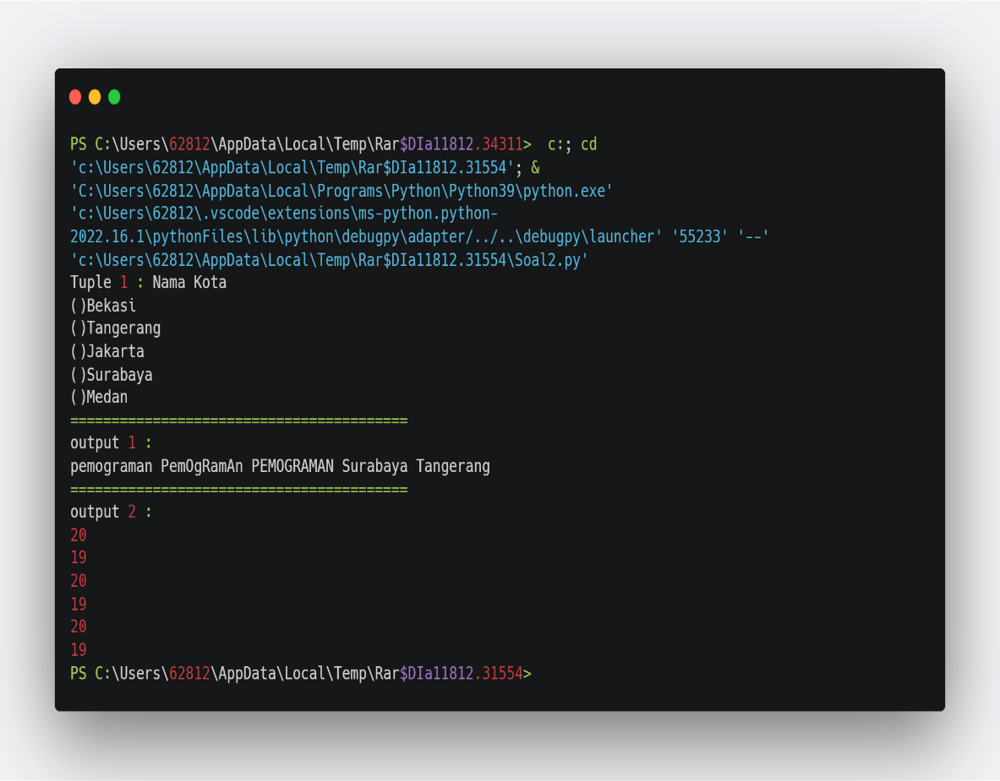 PS C:\Users\62812\AppData\Local\Temp\Rar$DIa11812.34311>  c:; cd
'c:\Users\62812\AppData\Local\Temp\Rar$DIa11812.31554'; &
'C:\Users\62812\AppData\Local\Programs\Python\Python39\python.exe'
'c:\Users\62812\.vscode\extensions\ms-python.python-
2022.16.1\pythonFiles\lib\python\debugpy\adapter/../..\debugpy\launcher' '55233' '--'
'c:\Users\62812\AppData\Local\Temp\Rar$DIa11812.31554\Soal2.py'
Tuple 1 : Nama Kota
()Bekasi
()Tangerang
()Jakarta
()Surabaya
()Medan
=========================================
output 1 :
pemograman PemOgRamAn PEMOGRAMAN Surabaya Tangerang
=========================================
output 2 :
20
19
20
19
20
19
PS C:\Users\62812\AppData\Local\Temp\Rar$DIa11812.31554>